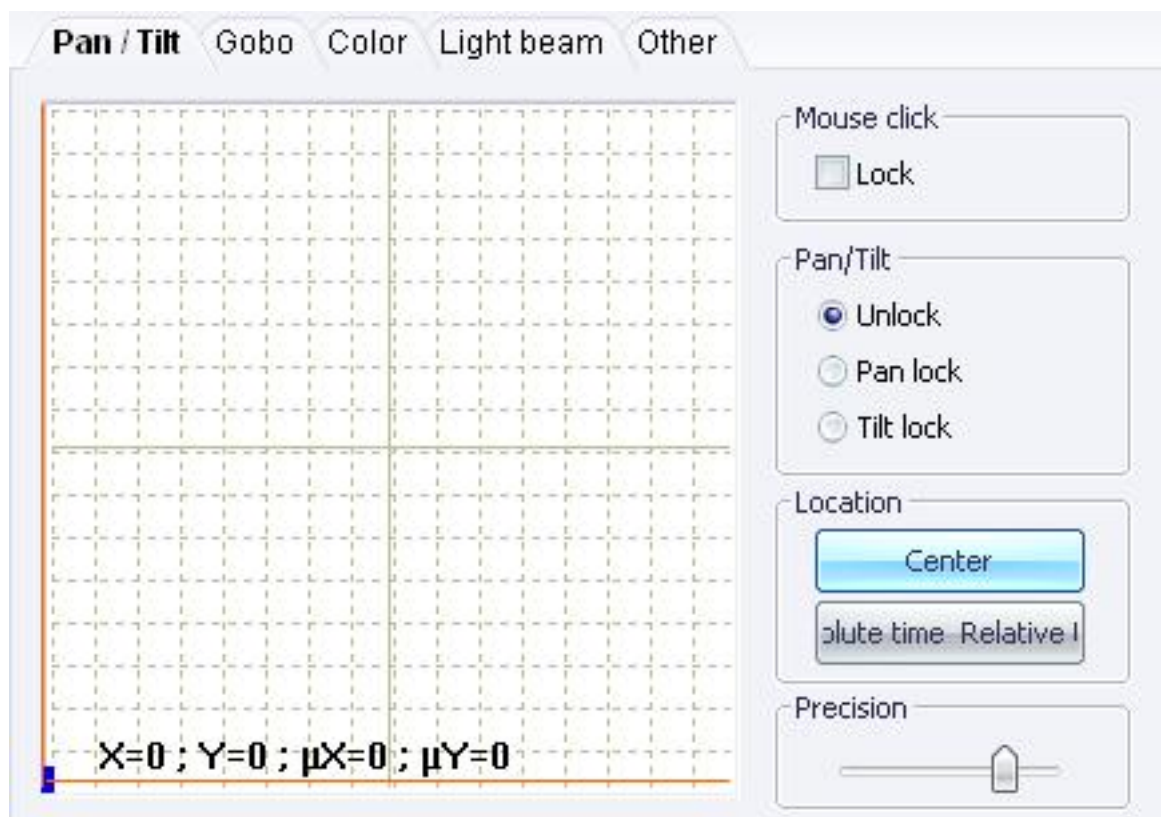 Pan / Tilt Gobo Color Light beam Other
Mouse click
Lock
Pan/Tilt
Unlock
Pan lock
Tilt lock
Location
Center
olute time Relative
Precision
X=0 ; Y=0 ; µX=0 ; µY=0